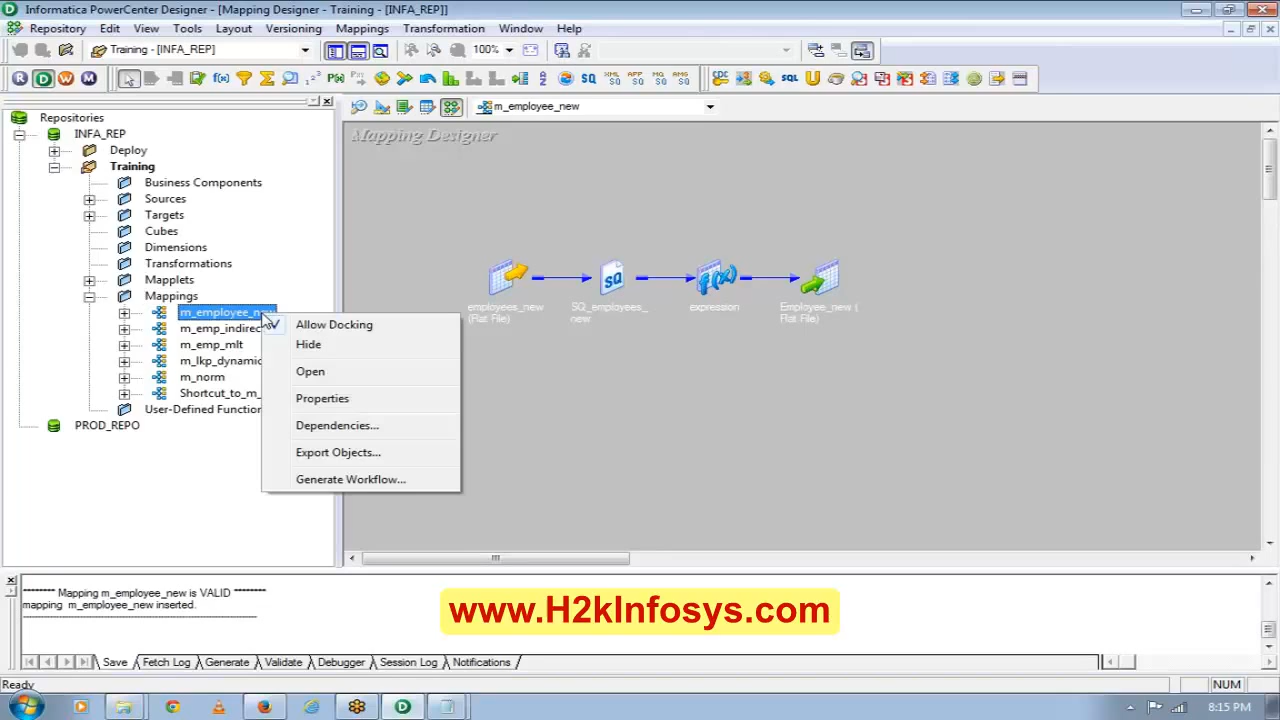 Informatica PowerCenter Designer - [Mapping Designer - Training - [INFA_REP]]
Repository Edit View Tools Layout Versioning Mappings Transformation Window Help
Training - [INFA_REP]
100%
m_employee_new
Mapping Designer
Repositories
INFA_REP
Deploy
Training
Business Components
Sources
Targets
Cubes
Dimensions
Transformations
Mapplets
Mappings
m_employee_new
m_emp_indirec
m_emp_mlt
m_lkp_dynamic
m_norm
Shortcut_to_m_
User-Defined Function
PROD_REPO
Allow Docking
Hide
Open
Properties
Dependencies...
Export Objects...
Generate Workflow...
employees_new
(Flat File)
SQ_employees_
new
expression
Employee_new (
Flat File)
-------- Mapping m_employee_new is VALID --------
mapping m_employee_new inserted.
www.H2kInfosys.com
Save Fetch Log Generate Validate Debugger Session Log Notifications
Ready
NUM
8:15 PM